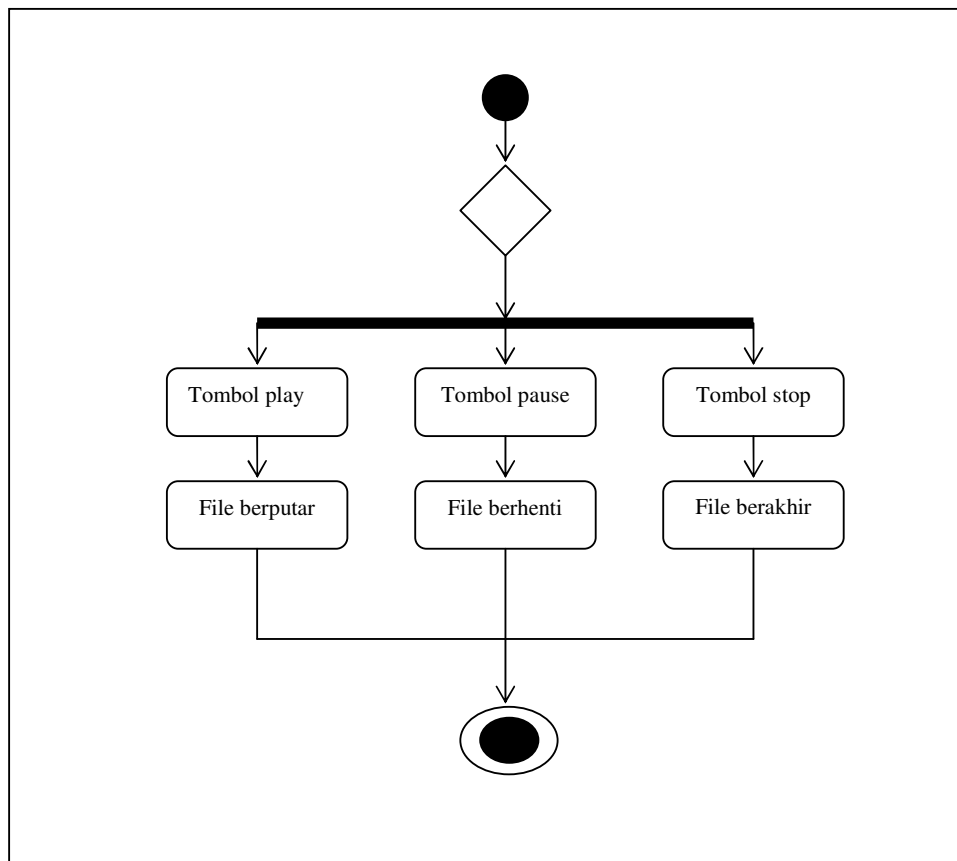 Tombol play
Tombol pause
Tombol stop
File berputar
File berhenti
File berakhir